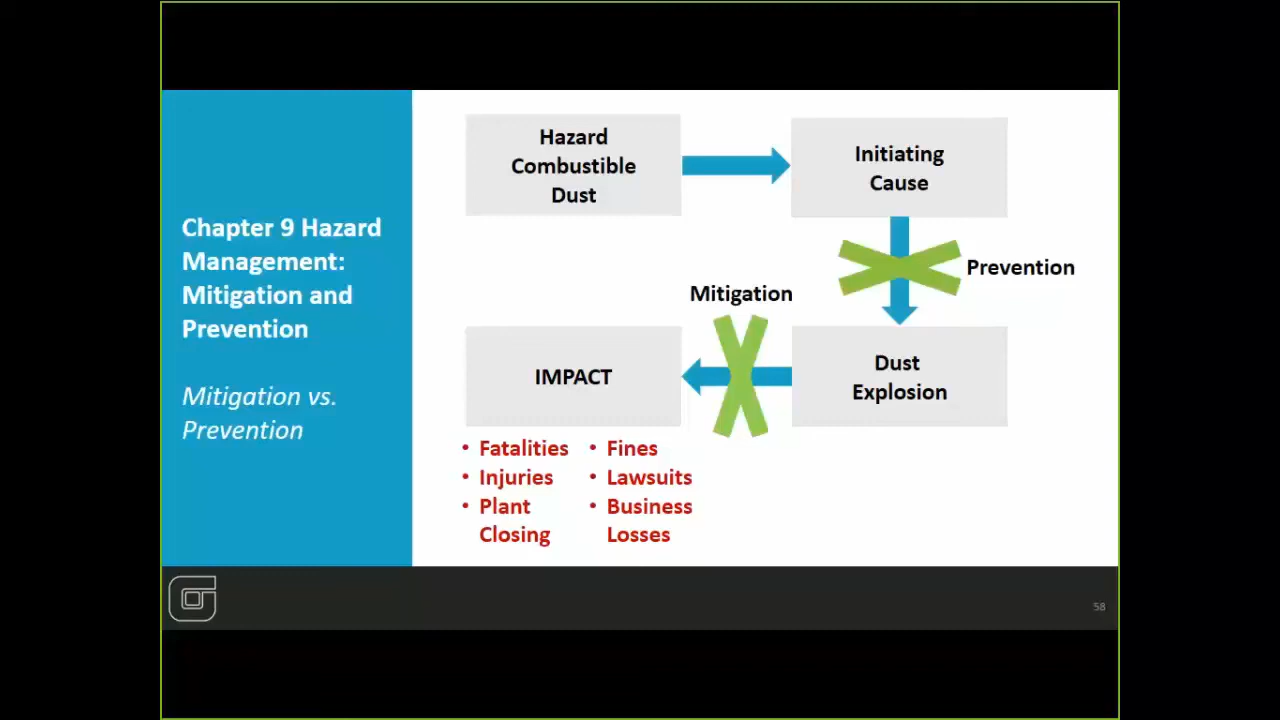 Chapter 9 Hazard
Management:
Mitigation and
Prevention
Mitigation vs.
Prevention
Hazard
Combustible
Dust
Initiating
Cause
Prevention
Mitigation
IMPACT
Dust
Explosion
• Fatalities
• Injuries
• Plant
Closing
• Fines
• Lawsuits
• Business
Losses
58